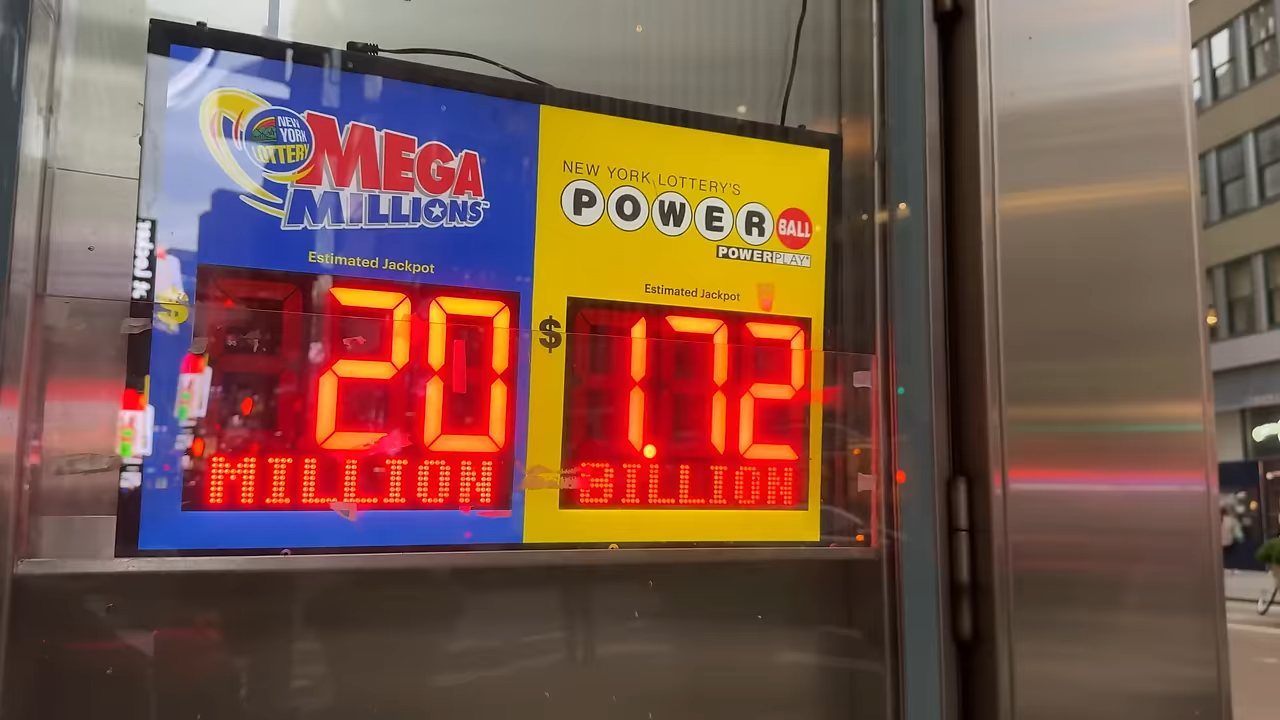 NEW
YORK
LOTTERY
MEGA
MILLIONS™
Estimated Jackpot
$ 20
MILLION
NEW YORK LOTTERY'S
POWER BALL
POWERPLAY
Estimated Jackpot
$ 1.72
BILLION